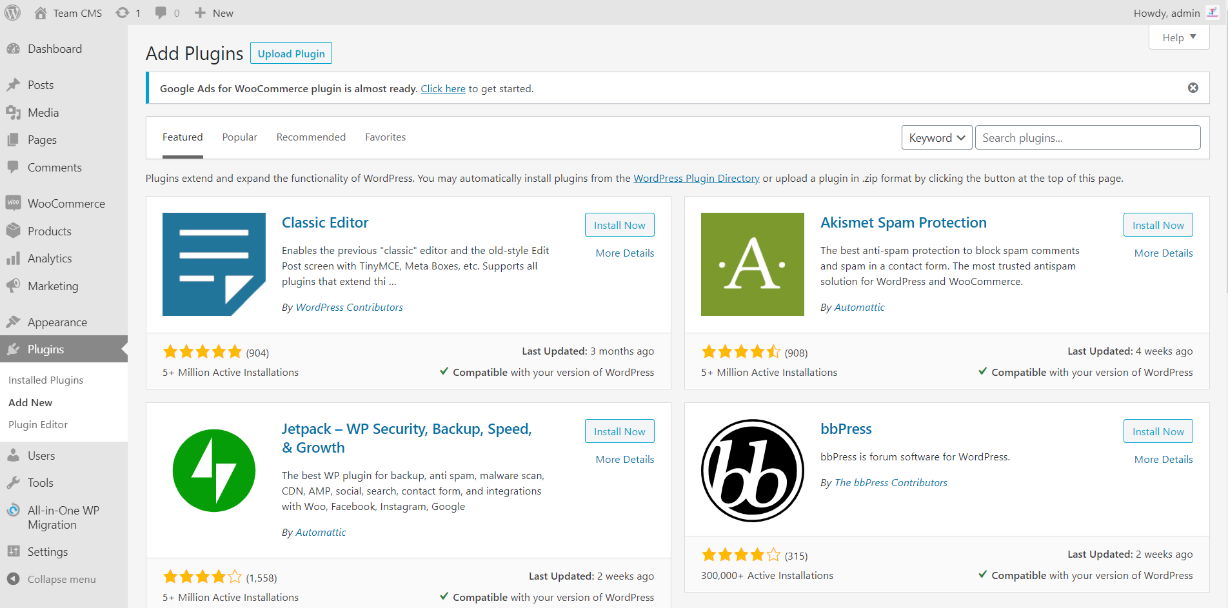 Team CMS 1 0 New Howdy, admin
Help
Dashboard
Posts
Media
Pages
Comments
WOO WooCommerce
Products
Analytics
Marketing
Appearance
Plugins
Installed Plugins
Add New
Plugin Editor
Users
Tools
All-in-One WP
Migration
Settings
Collapse menu
Add Plugins Upload Plugin
Google Ads for WooCommerce plugin is almost ready. Click here to get started.
Featured Popular Recommended Favorites Keyword Search plugins...
Plugins extend and expand the functionality of WordPress. You may automatically install plugins from the WordPress Plugin Directory or upload a plugin in .zip format by clicking the button at the top of this page.
Classic Editor
Install Now
More Details
Enables the previous "classic" editor and the old-style Edit
Post screen with TinyMCE, Meta Boxes, etc. Supports all
plugins that extend thi ...
By WordPress Contributors
(904) Last Updated: 3 months ago
5+ Million Active Installations Compatible with your version of WordPress
A
Akismet Spam Protection
Install Now
More Details
The best anti-spam protection to block spam comments
and spam in a contact form. The most trusted antispam
solution for WordPress and WooCommerce.
By Automattic
(908) Last Updated: 4 weeks ago
5+ Million Active Installations Compatible with your version of WordPress
Jetpack – WP Security, Backup, Speed,
& Growth
Install Now
More Details
The best WP plugin for backup, anti spam, malware scan,
CDN, AMP, social, search, contact form, and integrations
with Woo, Facebook, Instagram, Google
By Automattic
(1,558) Last Updated: 2 weeks ago
5+ Million Active Installations Compatible with your version of WordPress
bb
bbPress
Install Now
More Details
bbPress is forum software for WordPress.
By The bbPress Contributors
(315) Last Updated: 2 weeks ago
300,000+ Active Installations Compatible with your version of WordPress